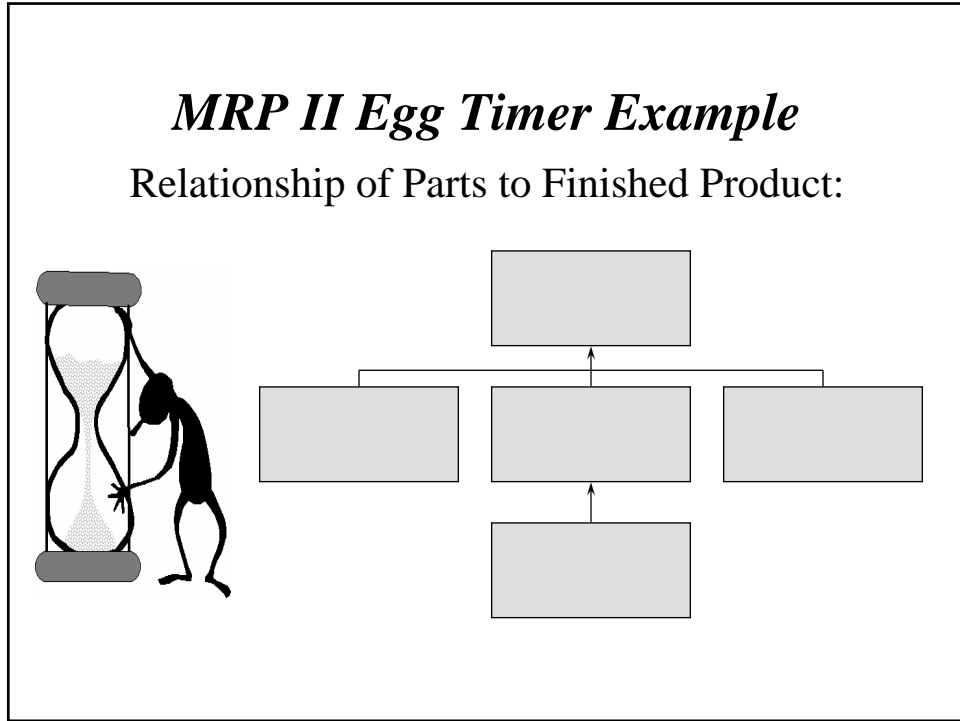 MRP II Egg Timer Example
Relationship of Parts to Finished Product: